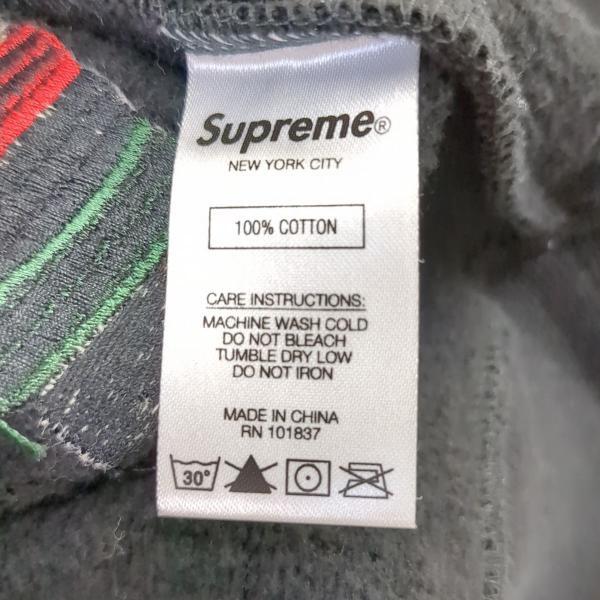 Supreme®
NEW YORK CITY
100% COTTON
CARE INSTRUCTIONS:
MACHINE WASH COLD
DO NOT BLEACH
TUMBLE DRY LOW
DO NOT IRON
MADE IN CHINA
RN 101837
30°